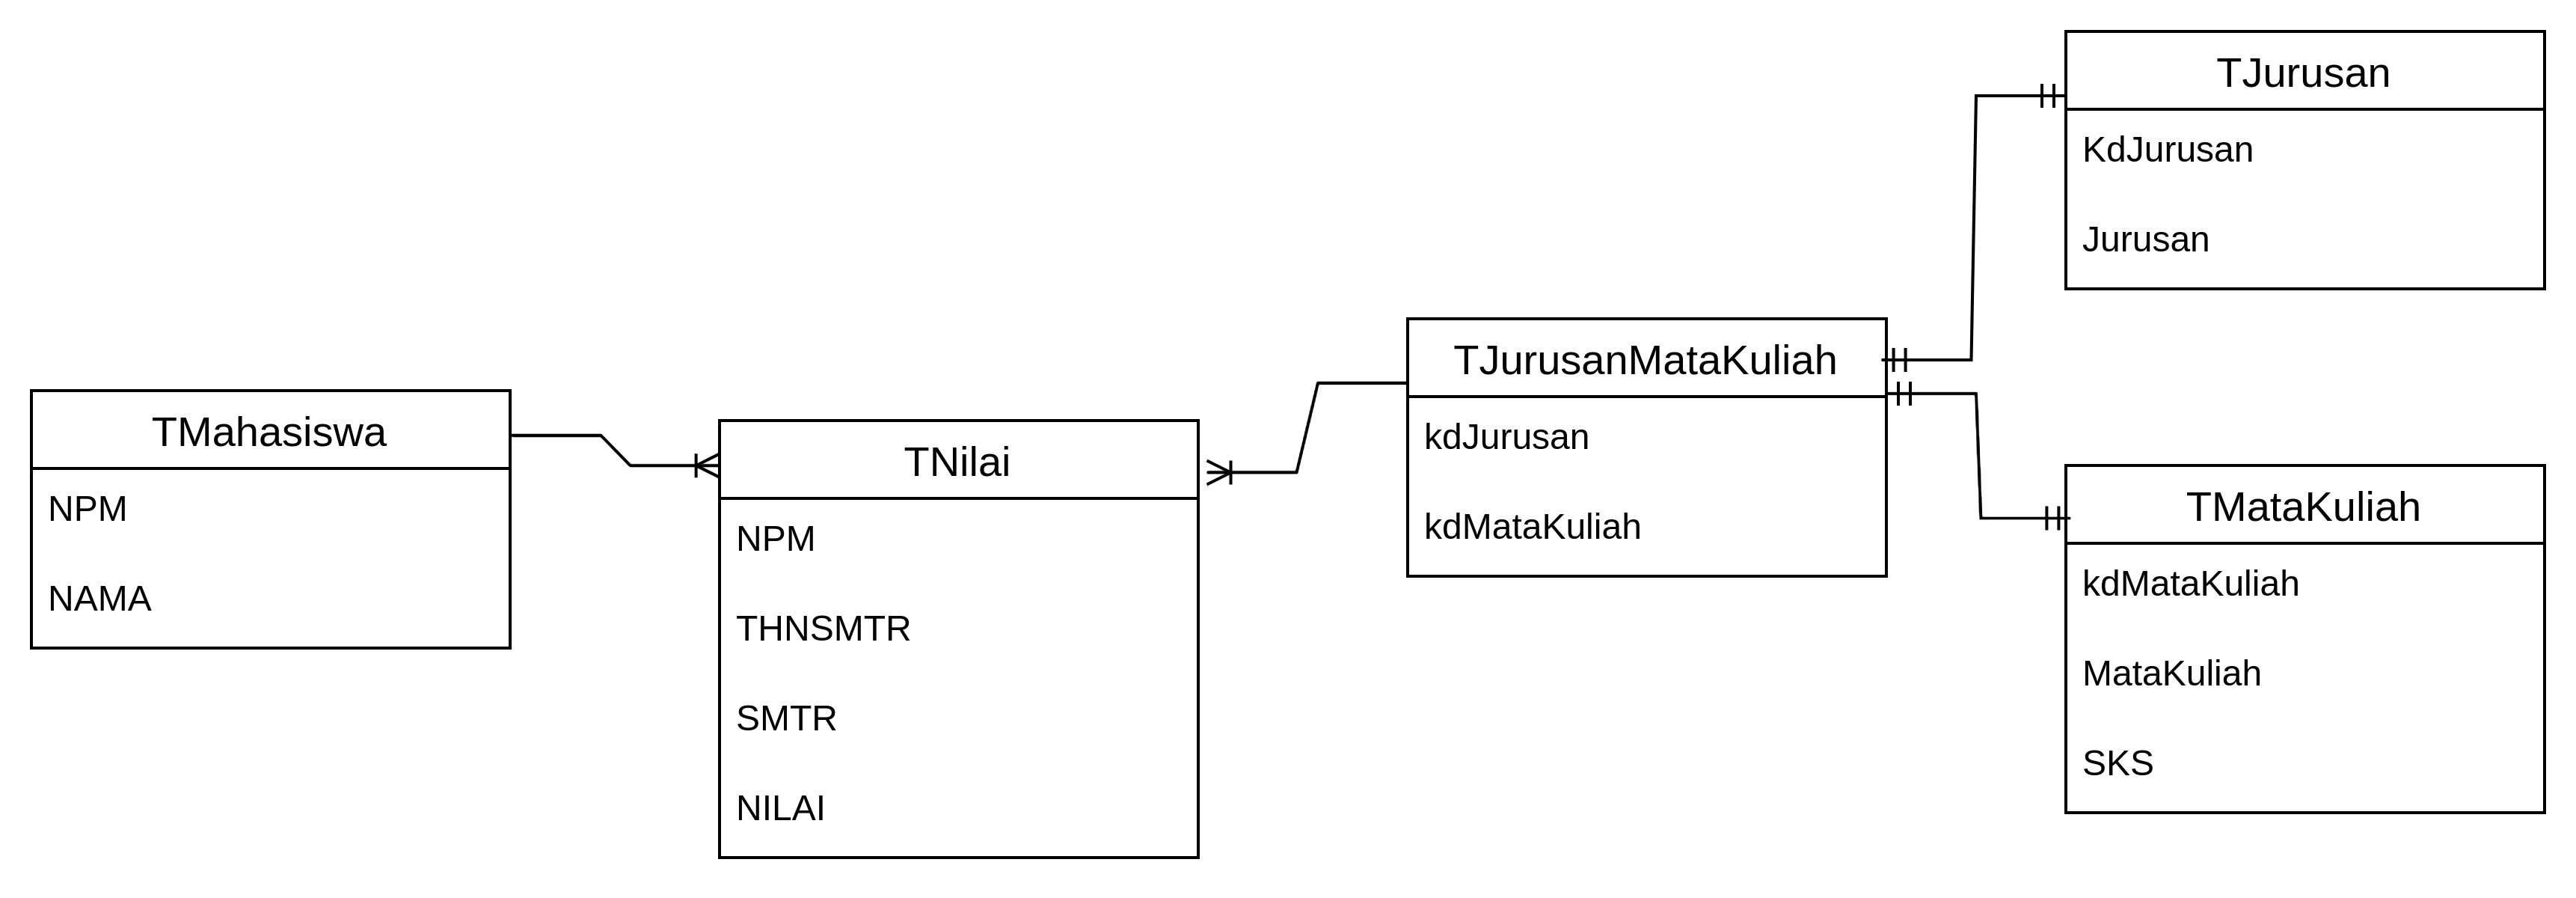 TMahasiswa
NPM
NAMA
TNilai
NPM
THNSMTR
SMTR
NILAI
TJurusanMataKuliah
kdJurusan
kdMataKuliah
TJurusan
KdJurusan
Jurusan
TMataKuliah
kdMataKuliah
MataKuliah
SKS